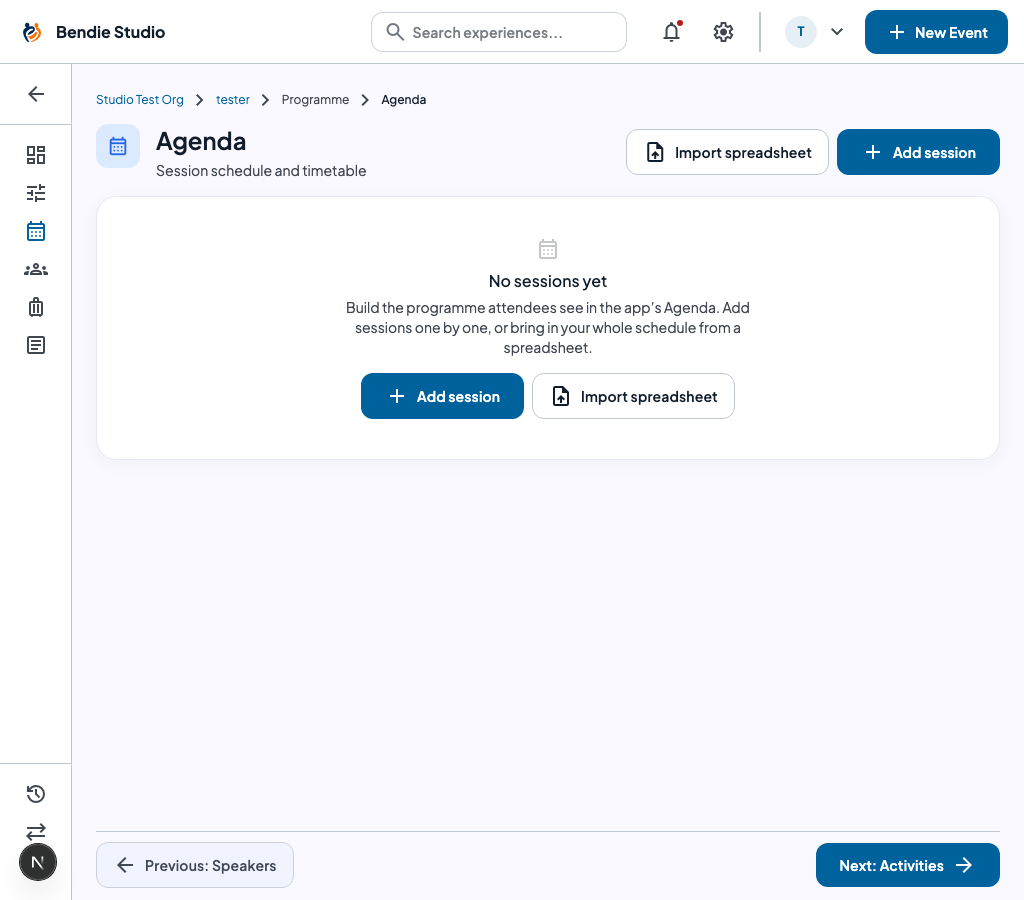 Bendie Studio
Search experiences...
T
New Event
Studio Test Org
tester
Programme
Agenda
Agenda
Session schedule and timetable
Import spreadsheet
Add session
No sessions yet
Build the programme attendees see in the app's Agenda. Add
sessions one by one, or bring in your whole schedule from a
spreadsheet.
Add session
Import spreadsheet
N
Previous: Speakers
Next: Activities